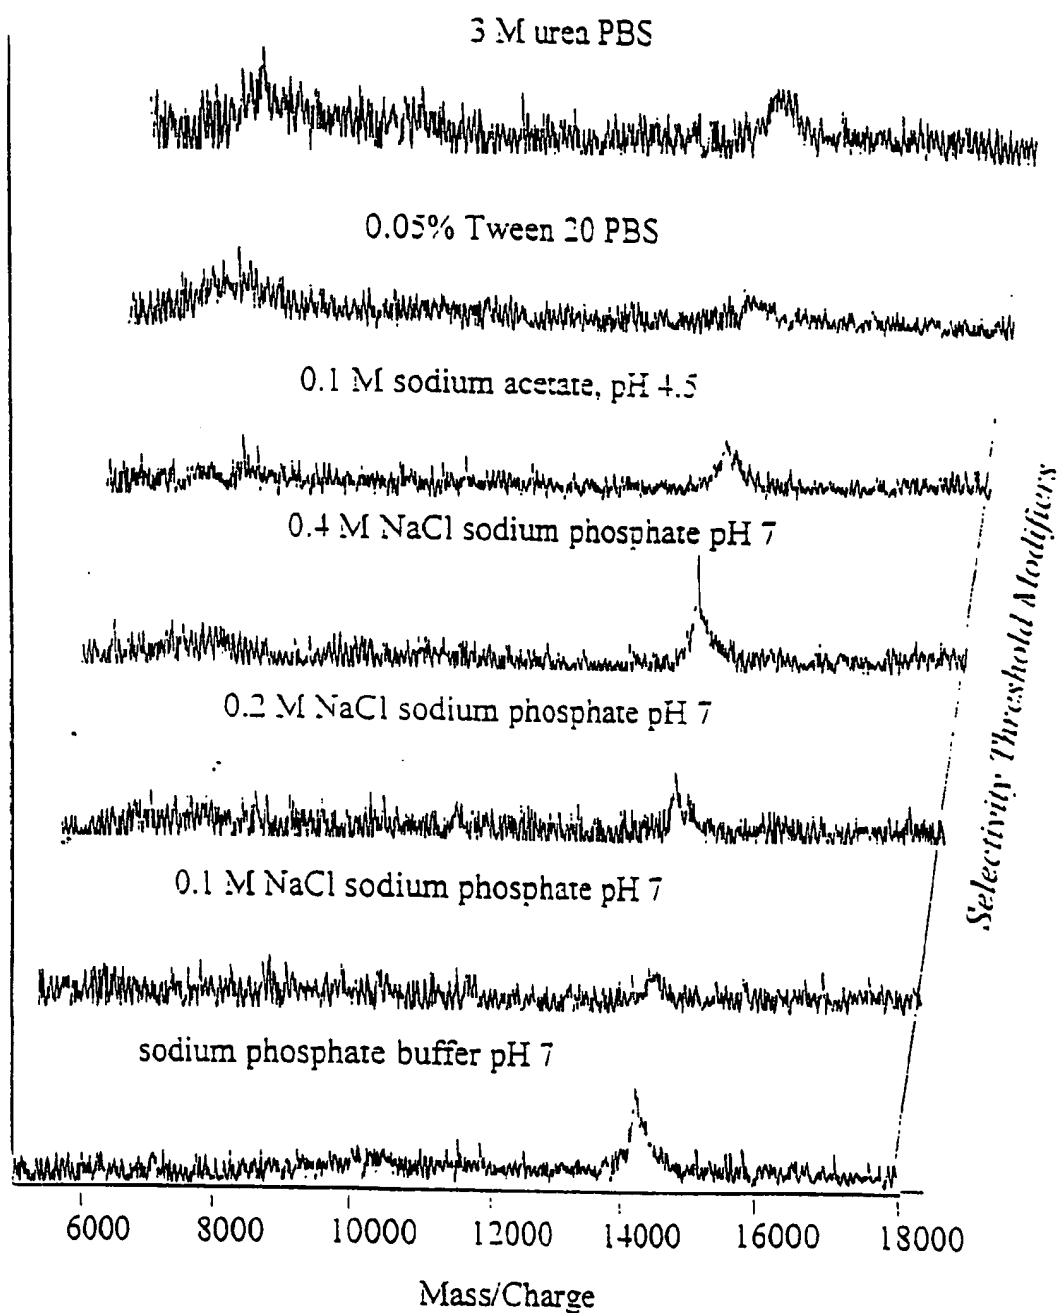 3 M urea PBS
0.05% Tween 20 PBS
0.1 M sodium acetate, pH 4.5
0.4 M NaCl sodium phosphate pH 7
0.2 M NaCl sodium phosphate pH 7
0.1 M NaCl sodium phosphate pH 7
sodium phosphate buffer pH 7
Selectivity Threshold Modifiers
6000 8000 10000 12000 14000 16000 18000
Mass/Charge